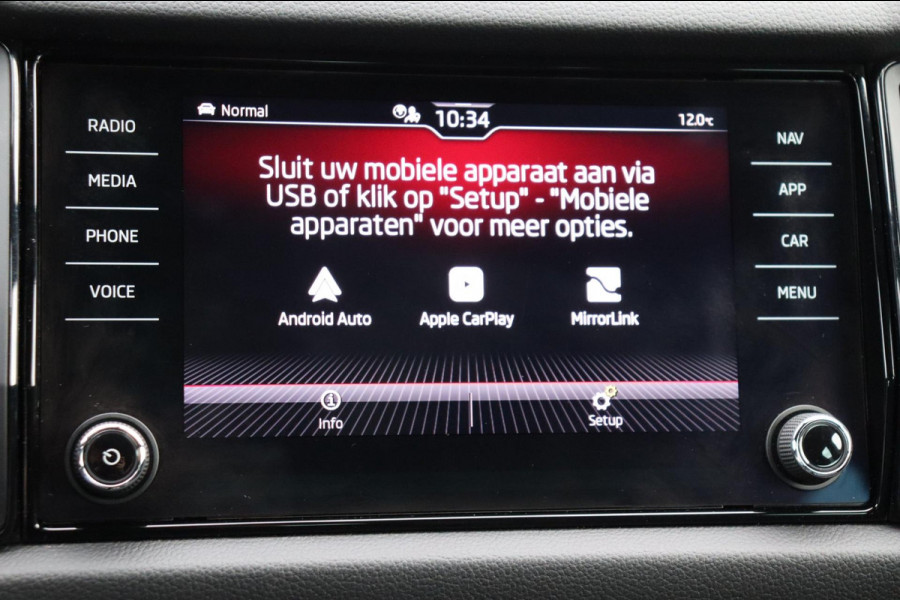 Normal 10:34 12.0°c
RADIO
MEDIA
PHONE
VOICE
Sluit uw mobiele apparaat aan via
USB of klik op "Setup" - "Mobiele
apparaten" voor meer opties.
Android Auto Apple CarPlay MirrorLink
Info Setup
NAV
APP
CAR
MENU